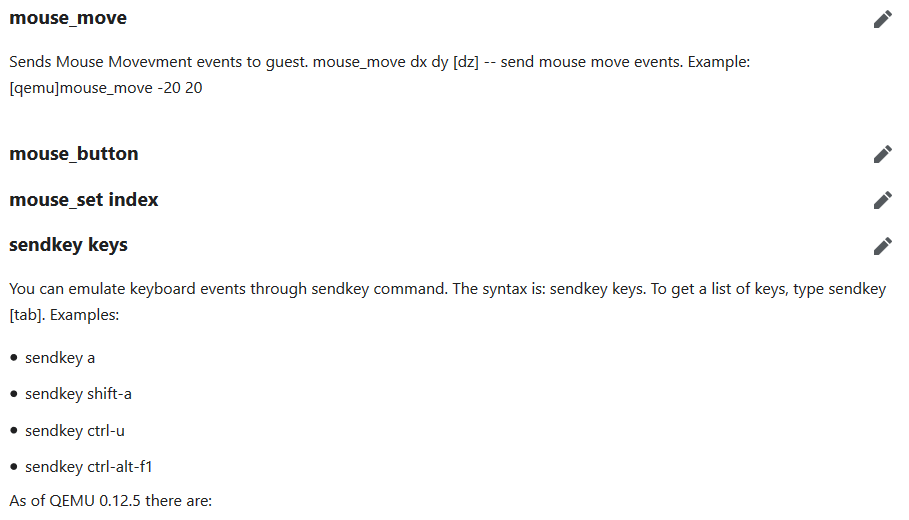 mouse_move
Sends Mouse Movevment events to guest. mouse_move dx dy [dz] -- send mouse move events. Example:
[qemu]mouse_move -20 20
mouse_button
mouse_set index
sendkey keys
You can emulate keyboard events through sendkey command. The syntax is: sendkey keys. To get a list of keys, type sendkey
[tab]. Examples:
• sendkey a
• sendkey shift-a
• sendkey ctrl-u
• sendkey ctrl-alt-f1
As of QEMU 0.12.5 there are: